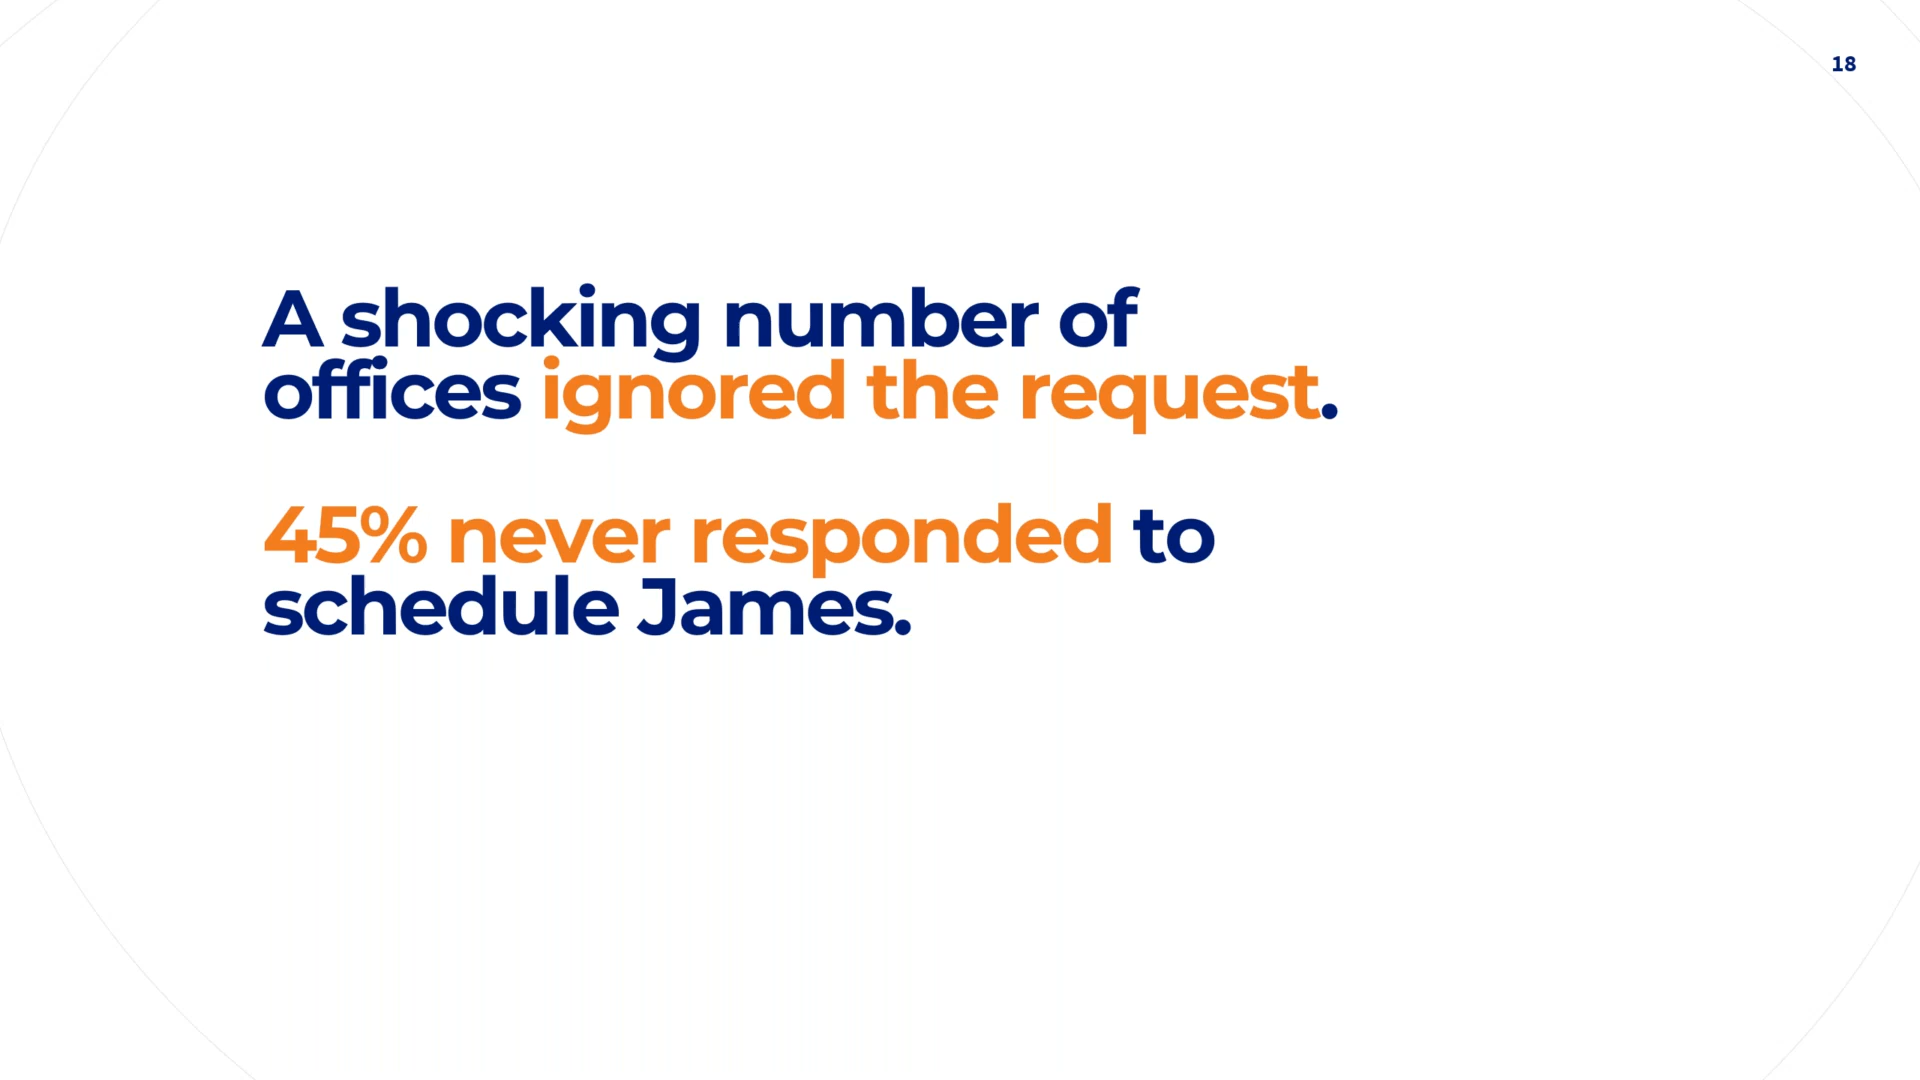 18
A shocking number of
offices ignored the request.
45% never responded to
schedule James.